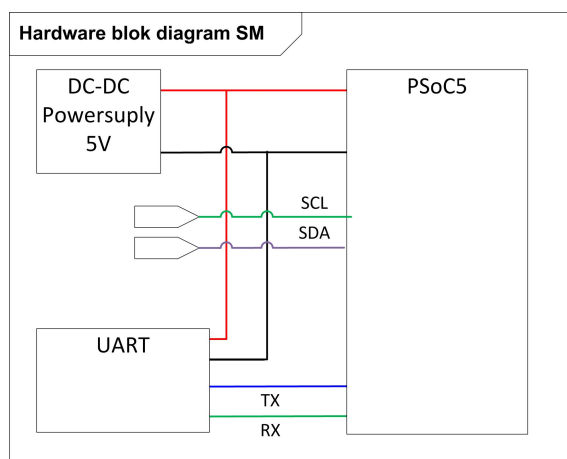 Hardware blok diagram SM
DC-DC
Powersuply
5V
PSoC5
SCL
SDA
UART
TX
RX